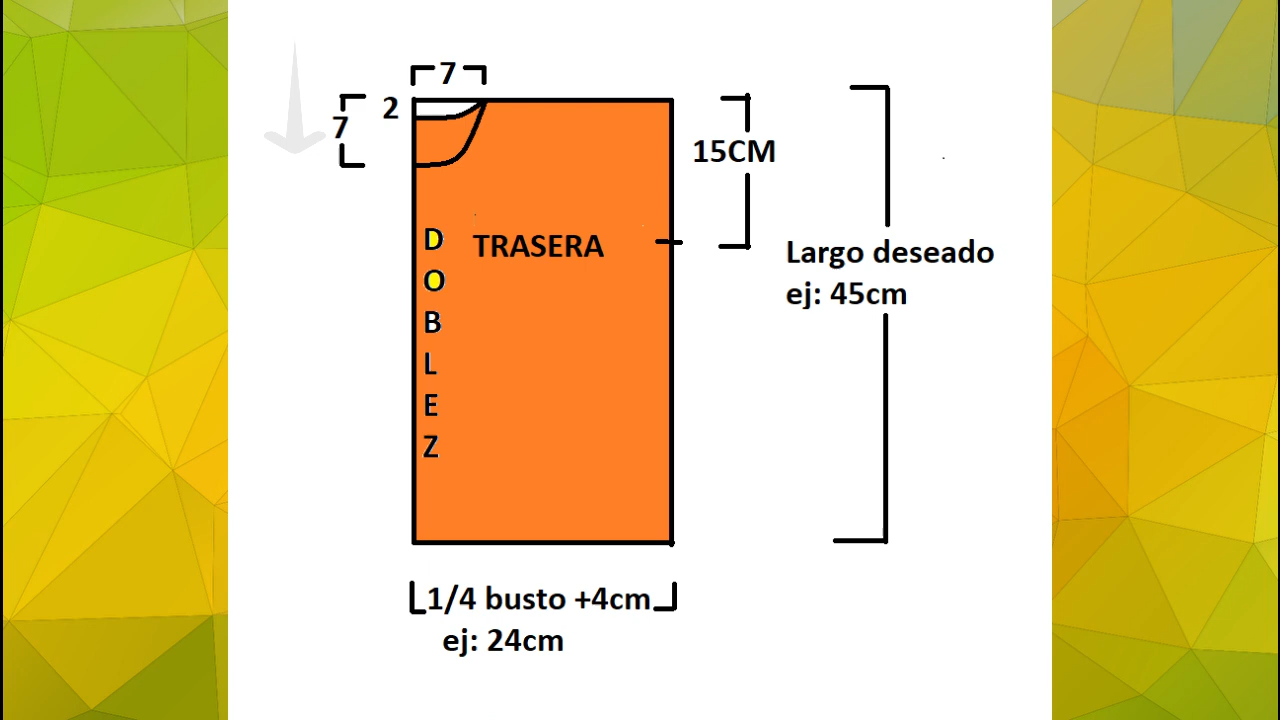 7
2
7
15CM
D
O
B
L
E
Z
TRASERA
Largo deseado
ej: 45cm
1/4 busto +4cm
ej: 24cm